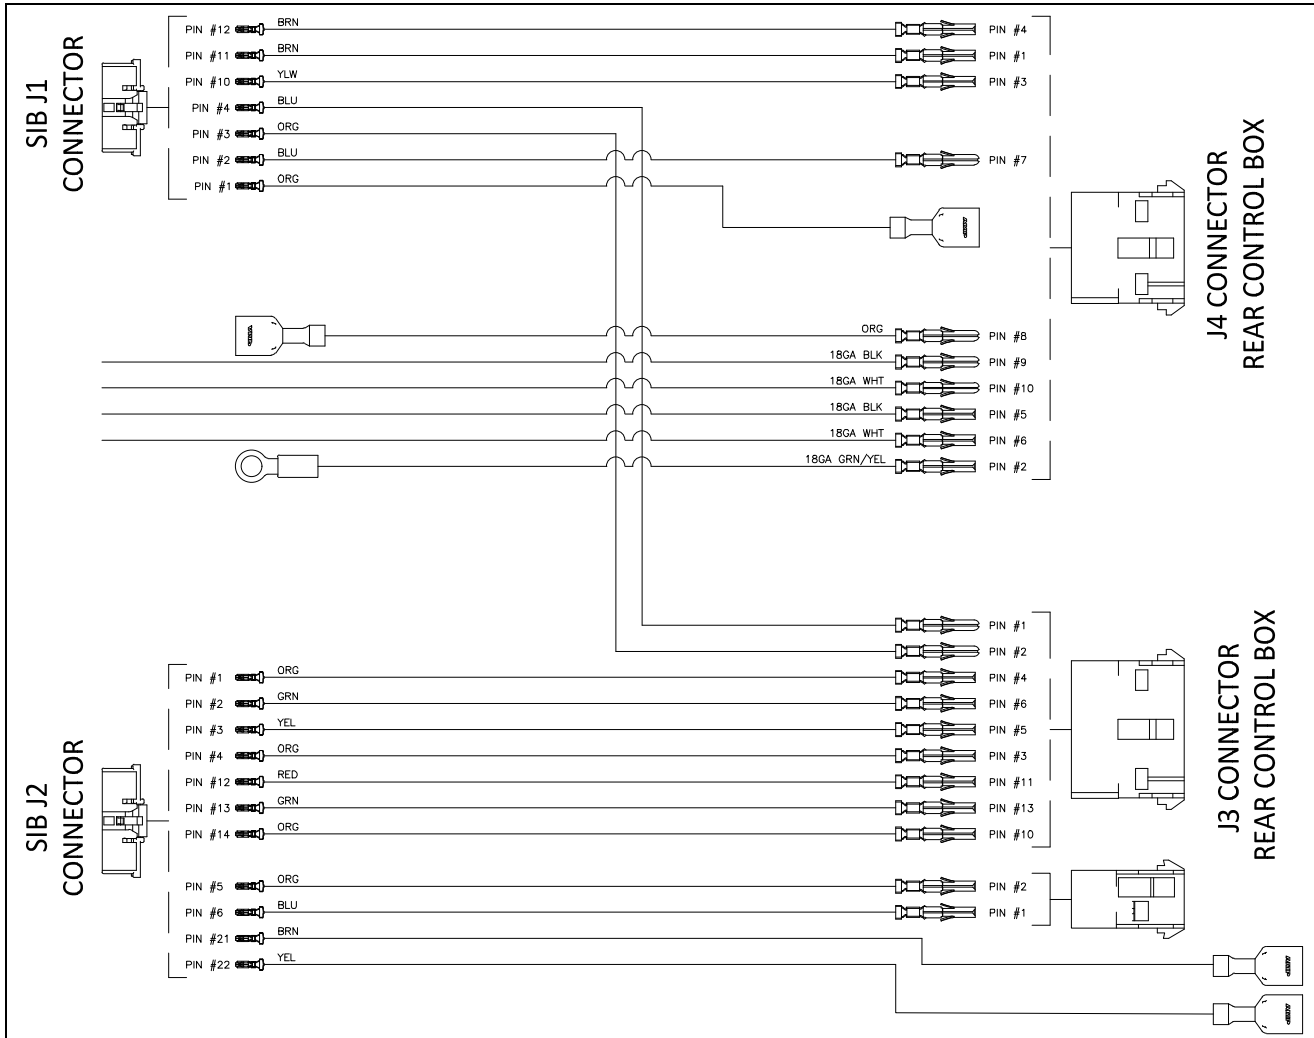 SIB J1
CONNECTOR
PIN #12 BRN PIN #4
PIN #11 BRN PIN #1
PIN #10 YLW PIN #3
PIN #4 BLU
PIN #3 ORG
PIN #2 BLU PIN #7
PIN #1 ORG
J4 CONNECTOR
REAR CONTROL BOX
ORG PIN #8
18GA BLK PIN #9
18GA WHT PIN #10
18GA BLK PIN #5
18GA WHT PIN #6
18GA GRN/YEL PIN #2
PIN #1
PIN #2
SIB J2
CONNECTOR
PIN #1 ORG PIN #4
PIN #2 GRN PIN #6
PIN #3 YEL PIN #5
PIN #4 ORG PIN #3
PIN #12 RED PIN #11
PIN #13 GRN PIN #13
PIN #14 ORG PIN #10
J3 CONNECTOR
REAR CONTROL BOX
PIN #5 ORG PIN #2
PIN #6 BLU PIN #1
PIN #21 BRN
PIN #22 YEL